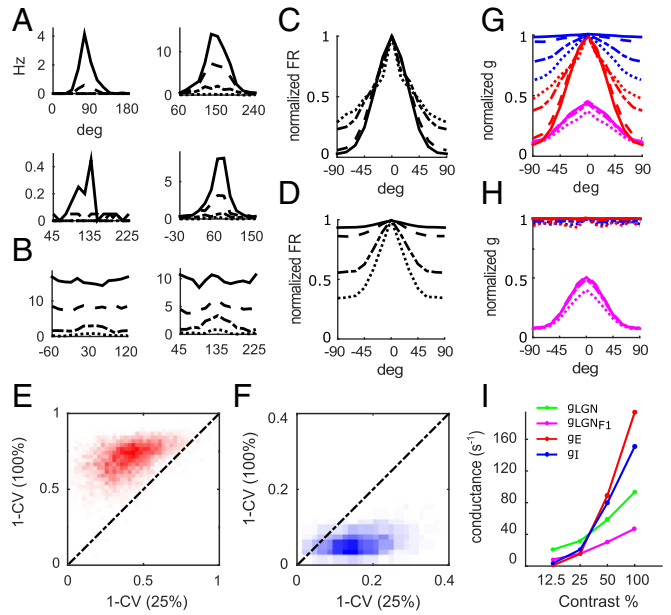 A
Hz
4
2
0
0 90 180
deg
10
0
60 150 240
0.4
0.2
0
45 135 225
5
0
-30 60 150
B
10
0
-60 30 120
10
5
0
45 135 225
C
normalized FR
1
0.5
0
-90 -45 0 45 90
deg
D
normalized FR
1
0.5
0
-90 -45 0 45 90
deg
G
normalized g
1
0.5
0
-90 -45 0 45 90
deg
H
normalized g
1
0.5
0
-90 -45 0 45 90
deg
E
1-CV (100%)
1
0.5
0
0 0.5 1
1-CV (25%)
F
1-CV (100%)
0.4
0.2
0
0 0.2 0.4
1-CV (25%)
I
gLGN
gLGNF1
gE
gI
conductance (s-1)
160
120
80
40
0
12.5 25 50 100
Contrast %